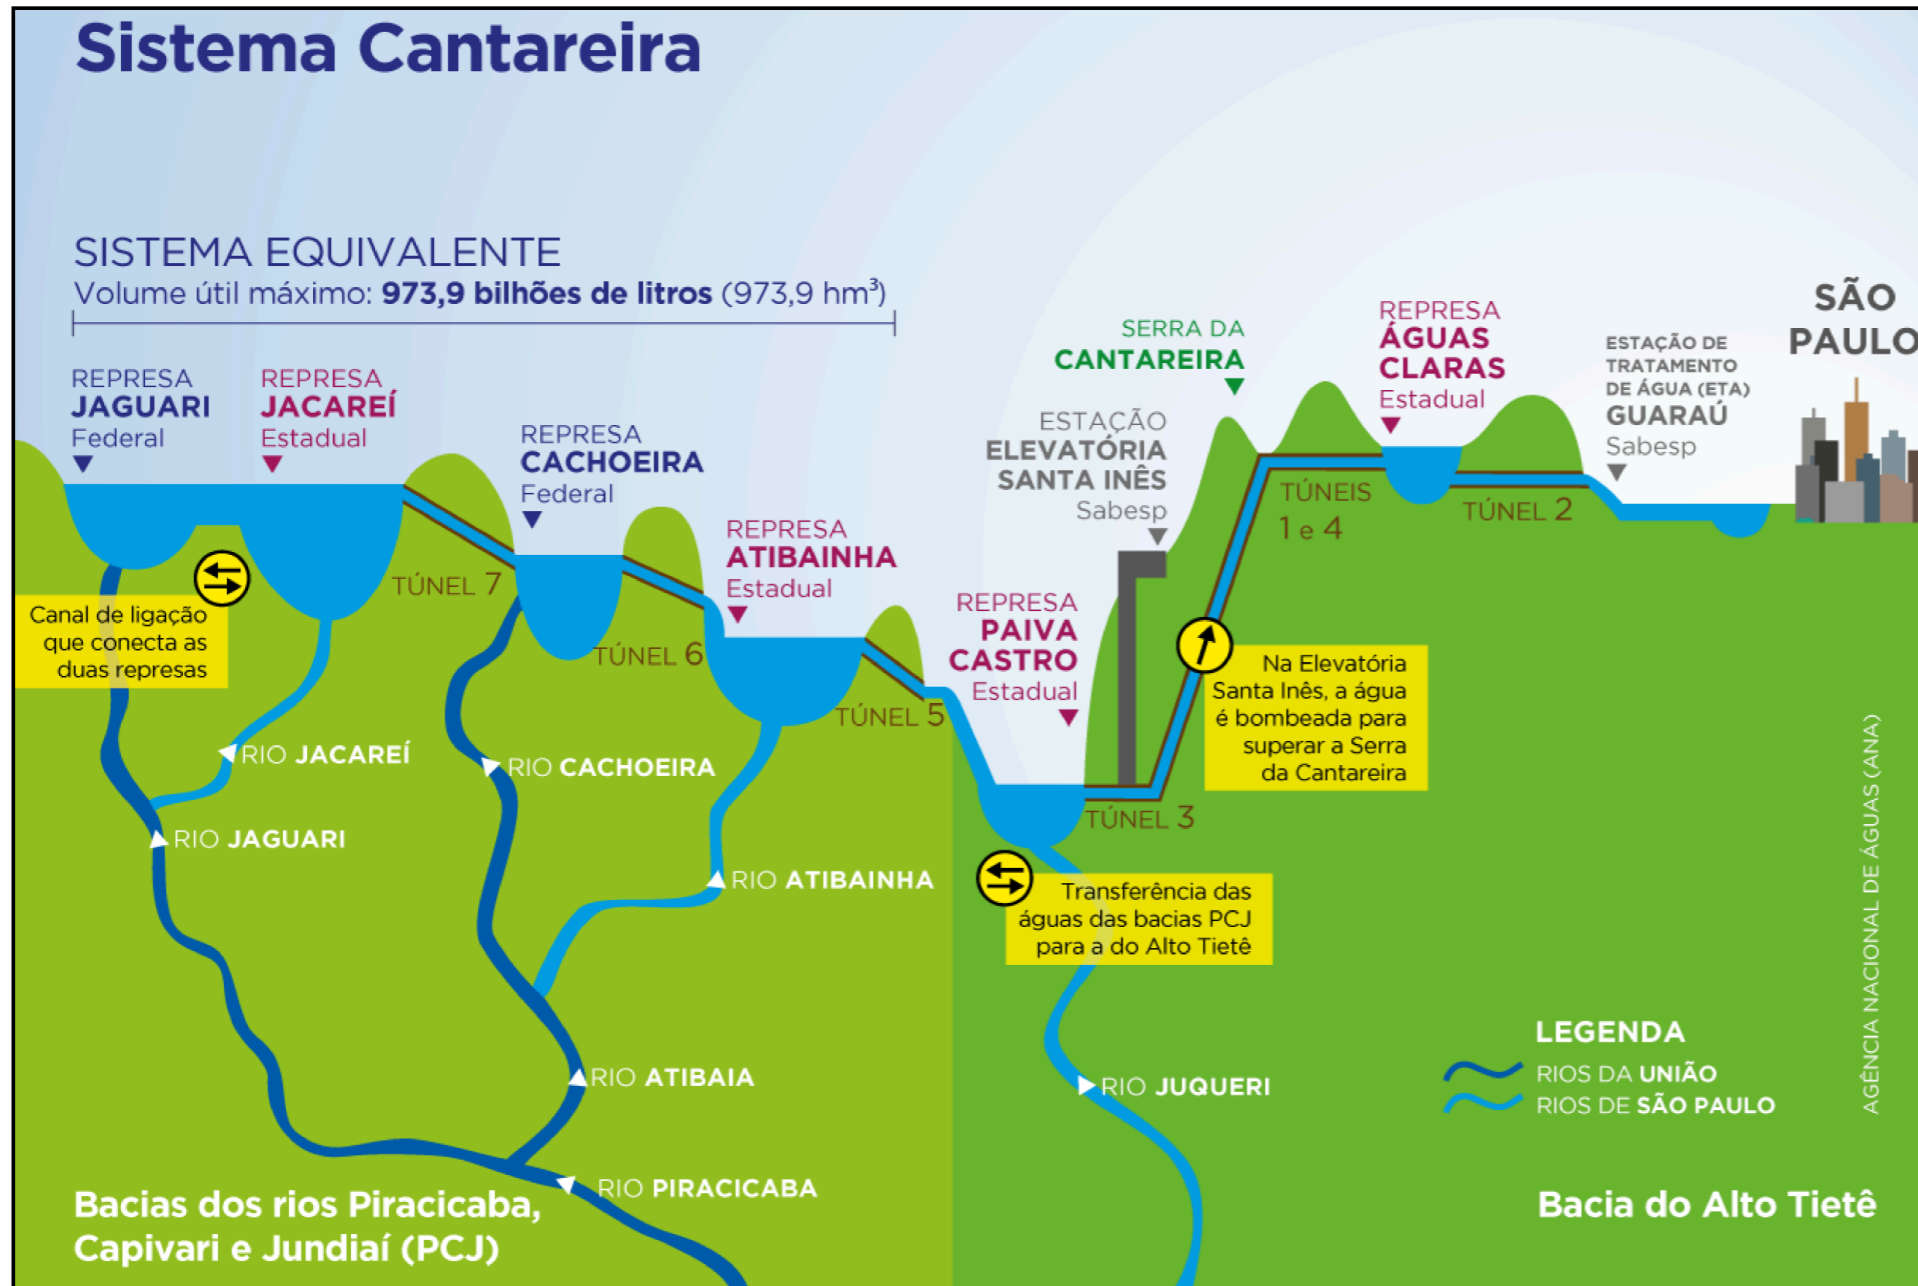 Sistema Cantareira
SISTEMA EQUIVALENTE
Volume útil máximo: 973,9 bilhões de litros (973,9 hm³)
REPRESA
JAGUARI
Federal
REPRESA
JACAREÍ
Estadual
REPRESA
CACHOEIRA
Federal
REPRESA
ATIBAINHA
Estadual
REPRESA
PAIVA
CASTRO
Estadual
SERRA DA
CANTAREIRA
ESTAÇÃO
ELEVATÓRIA
SANTA INÊS
Sabesp
REPRESA
ÁGUAS
CLARAS
Estadual
ESTAÇÃO DE
TRATAMENTO
DE ÁGUA (ETA)
GUARAÚ
Sabesp
SÃO
PAULO
TÚNEL 7
TÚNEL 6
TÚNEL 5
TÚNEL 3
TÚNEIS
1 e 4
TÚNEL 2
Canal de ligação
que conecta as
duas represas
Na Elevatória
Santa Inês, a água
é bombeada para
superar a Serra
da Cantareira
Transferência das
águas das bacias PCJ
para a do Alto Tietê
RIO JACAREÍ
RIO JAGUARI
RIO CACHOEIRA
RIO ATIBAINHA
RIO ATIBAIA
RIO PIRACICABA
RIO JUQUERI
LEGENDA
RIOS DA UNIÃO
RIOS DE SÃO PAULO
AGÊNCIA NACIONAL DE ÁGUAS (ANA)
Bacias dos rios Piracicaba,
Capivari e Jundiaí (PCJ)
Bacia do Alto Tietê